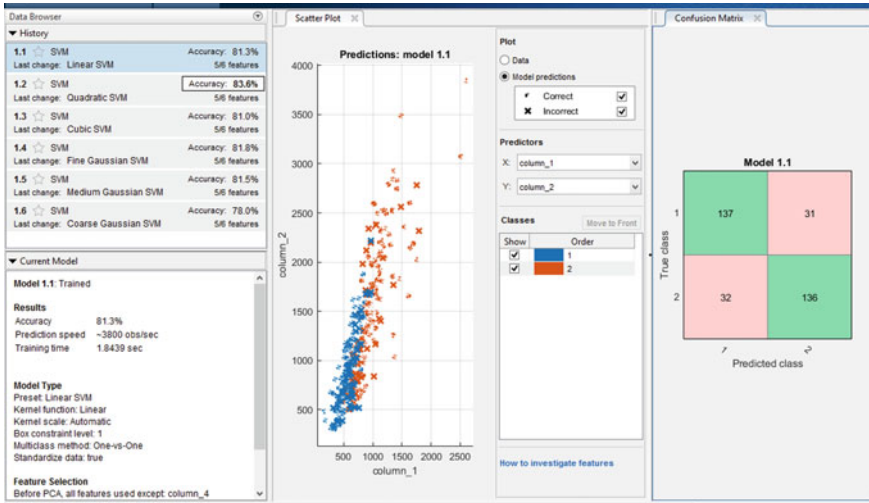 Data Browser
History
1.1 SVM Accuracy: 81.3%
Last change: Linear SVM 5/6 features
1.2 SVM Accuracy: 83.6%
Last change: Quadratic SVM 5/6 features
1.3 SVM Accuracy: 81.0%
Last change: Cubic SVM 5/6 features
1.4 SVM Accuracy: 81.8%
Last change: Fine Gaussian SVM 5/6 features
1.5 SVM Accuracy: 81.5%
Last change: Medium Gaussian SVM 5/6 features
1.6 SVM Accuracy: 78.0%
Last change: Coarse Gaussian SVM 5/6 features
Current Model
Model 1.1: Trained
Results
Accuracy 81.3%
Prediction speed ~3800 obs/sec
Training time 1.8439 sec
Model Type
Preset: Linear SVM
Kernel function: Linear
Kernel scale: Automatic
Box constraint level: 1
Multiclass method: One-vs-One
Standardize data: true
Feature Selection
Before PCA, all features used except: column_4
Scatter Plot
Predictions: model 1.1
4000
3500
3000
2500
2000
1500
1000
500
column_2
500 1000 1500 2000 2500
column_1
Plot
Data
Model predictions
Correct
Incorrect
Predictors
X: column_1
Y: column_2
Classes Move to Front
Show Order
1
2
How to investigate features
Confusion Matrix
Model 1.1
True class
1 137 31
2 32 136
1 2
Predicted class